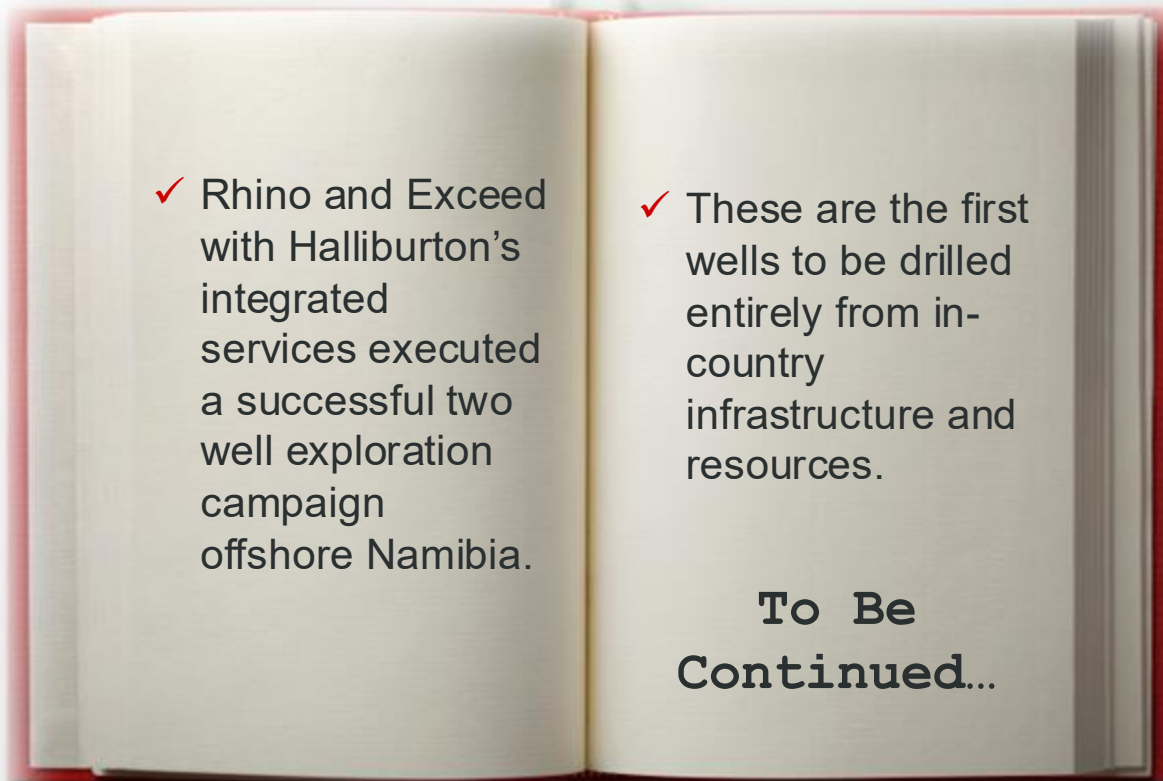 ✓ Rhino and Exceed
with Halliburton’s
integrated
services executed
a successful two
well exploration
campaign
offshore Namibia.
✓ These are the first
wells to be drilled
entirely from in-
country
infrastructure and
resources.
To Be
Continued…